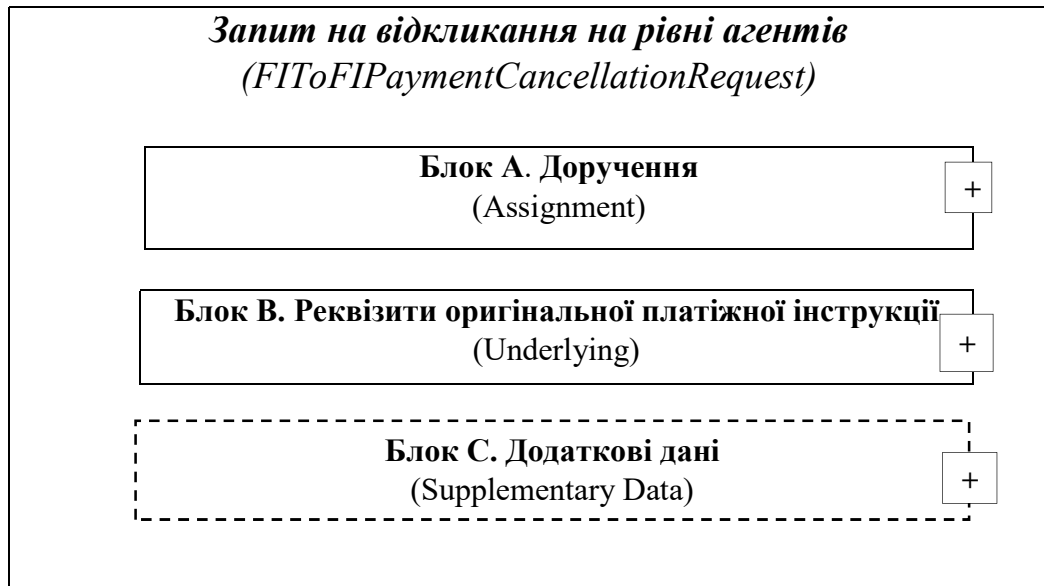 Запит на відкликання на рівні агентів
(FIToFIPaymentCancellationRequest)
Блок А. Доручення
(Assignment)
+
Блок В. Реквізити оригінальної платіжної інструкції
(Underlying)
+
Блок С. Додаткові дані
(Supplementary Data)
+